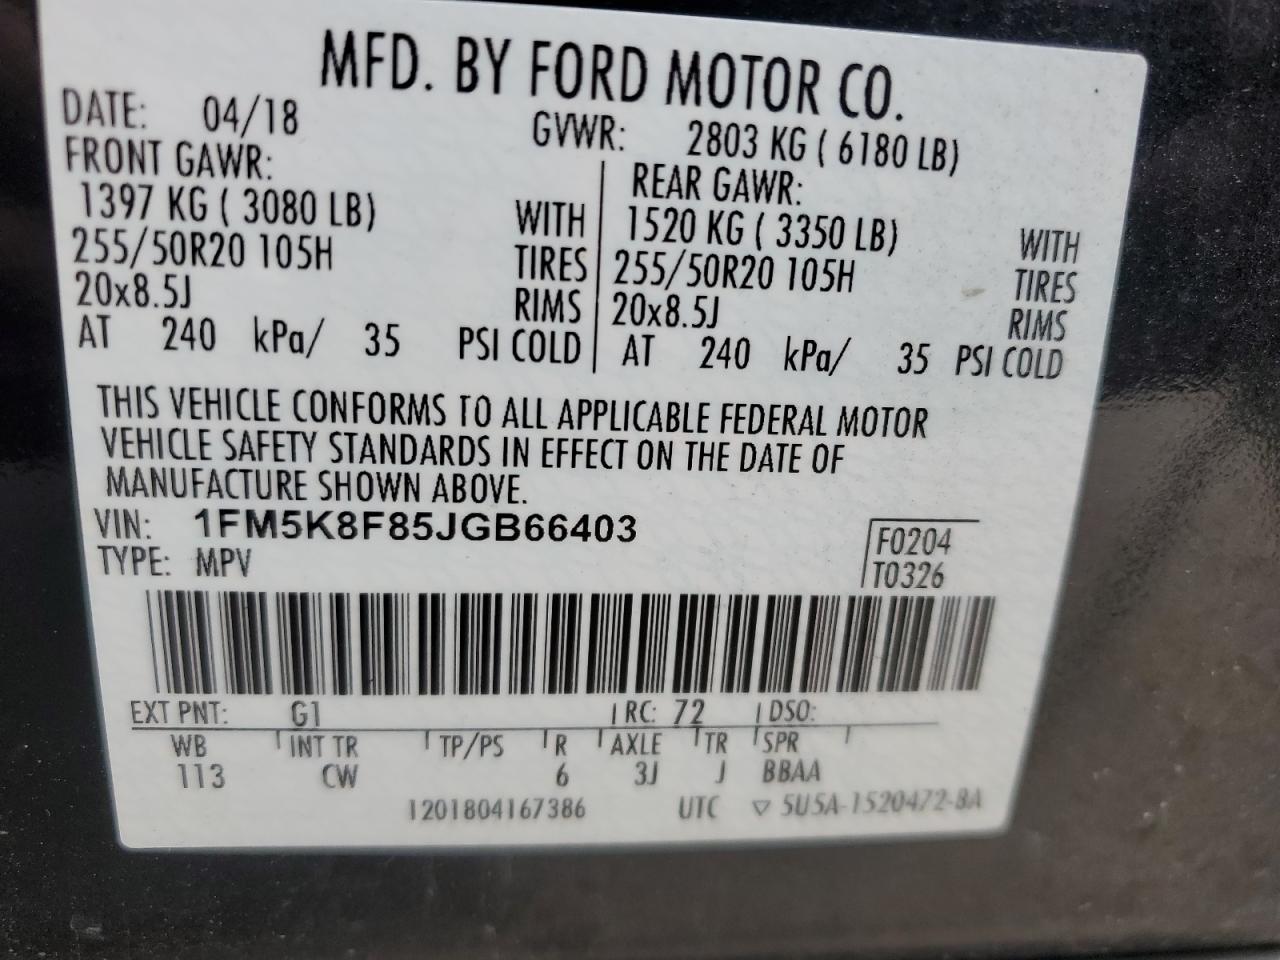 MFD. BY FORD MOTOR CO.
DATE: 04/18 GVWR: 2803 KG ( 6180 LB)
FRONT GAWR: REAR GAWR:
1397 KG ( 3080 LB) WITH 1520 KG ( 3350 LB) WITH
255/50R20 105H TIRES 255/50R20 105H TIRES
20x8.5J RIMS 20x8.5J RIMS
AT 240 kPa/ 35 PSI COLD AT 240 kPa/ 35 PSI COLD
THIS VEHICLE CONFORMS TO ALL APPLICABLE FEDERAL MOTOR
VEHICLE SAFETY STANDARDS IN EFFECT ON THE DATE OF
MANUFACTURE SHOWN ABOVE.
VIN: 1FM5K8F85JGB66403 F0204
TYPE: MPV T0326
EXT PNT: G1 RC: 72 DSO:
WB INT TR TP/PS R AXLE TR SPR
113 CW 6 3J J BBAA
1201804167386 UTC ▽ 5U5A-1520472-BA